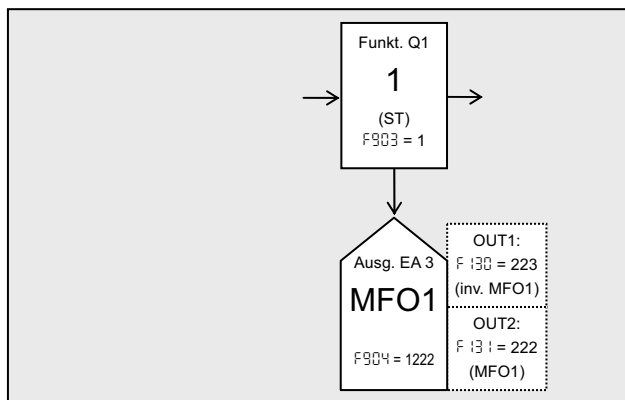 Funkt. Q1
1
(ST)
F903 = 1
Ausg. EA 3
MFO1
F904 = 1222
OUT1:
F130 = 223
(inv. MFO1)
OUT2:
F131 = 222
(MFO1)